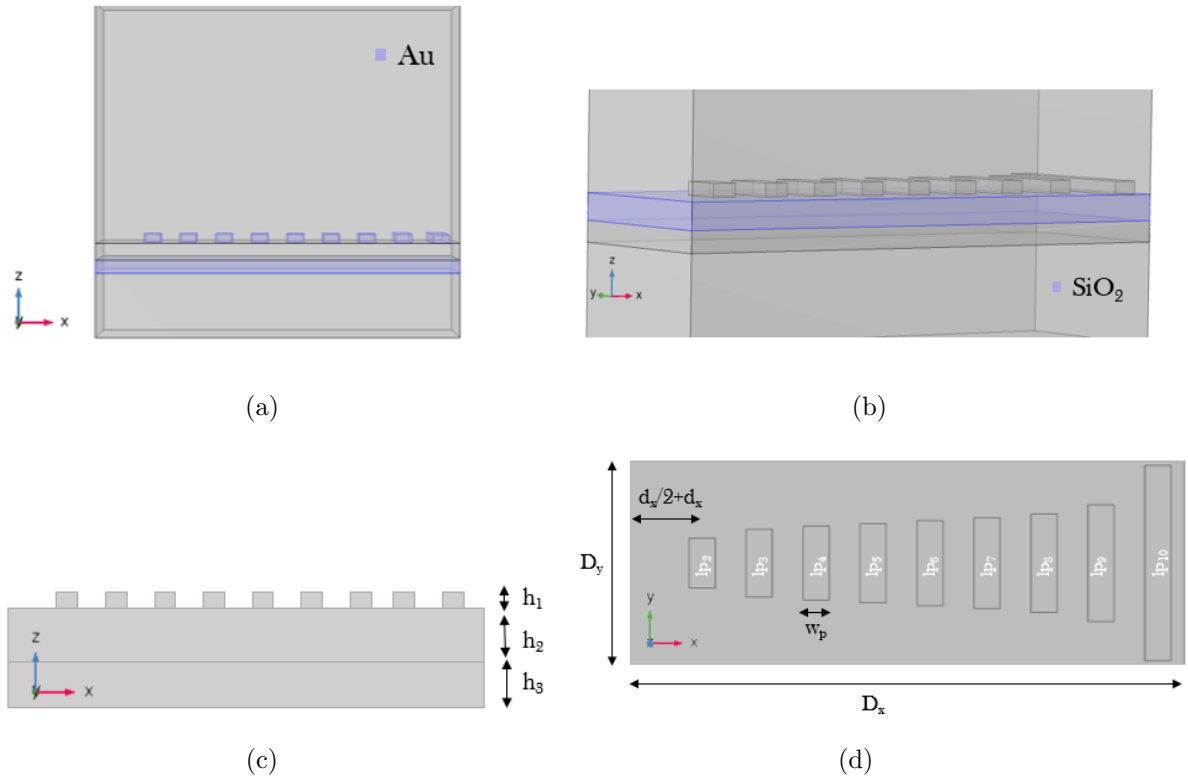 Au
z
y x
(a)
z
y x
SiO₂
(b)
h₁
h₂
h₃
z
y x
(c)
dₓ/2+dₓ
Dᵧ
lp₂ lp₃ lp₄ lp₅ lp₆ lp₇ lp₈ lp₉ lp₁₀
wₚ
y
z x
Dₓ
(d)